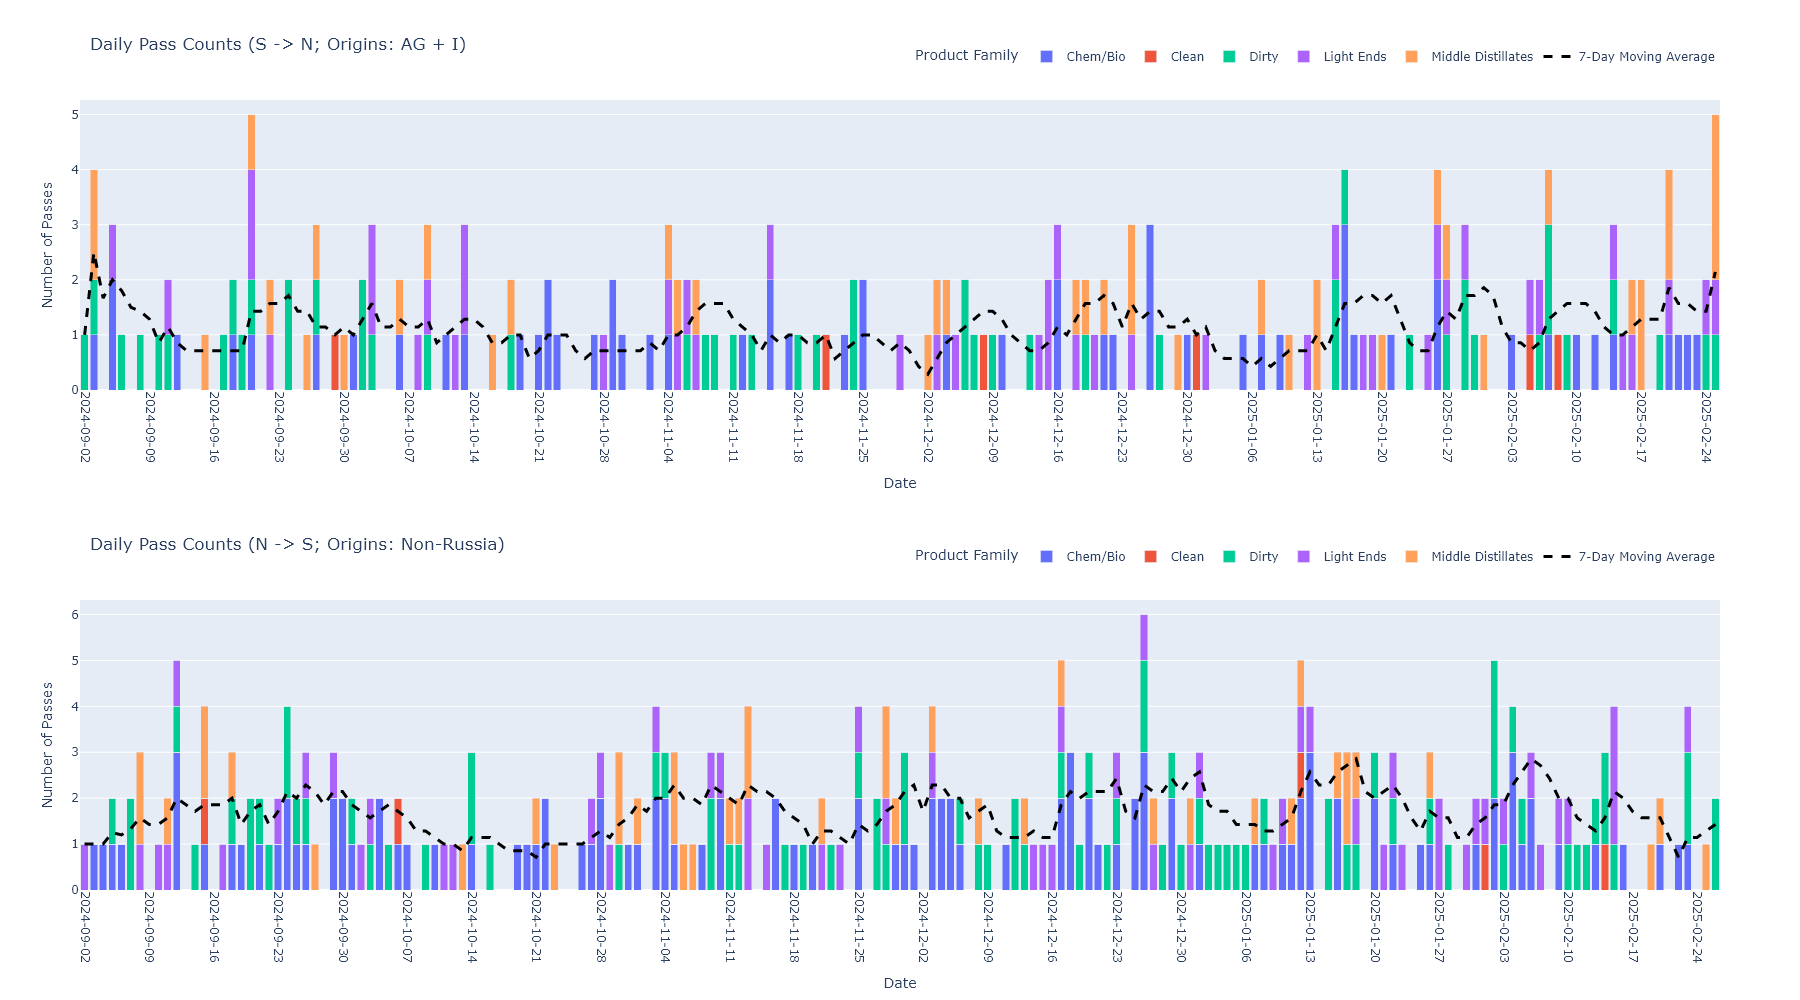 Daily Pass Counts (S -> N; Origins: AG + I)
Product Family Chem/Bio Clean Dirty Light Ends Middle Distillates 7-Day Moving Average
5
4
3
2
1
0
Number of Passes
2024-09-02 2024-09-09 2024-09-16 2024-09-23 2024-09-30 2024-10-07 2024-10-14 2024-10-21 2024-10-28 2024-11-04 2024-11-11 2024-11-18 2024-11-25 2024-12-02 2024-12-09 2024-12-16 2024-12-23 2024-12-30 2025-01-06 2025-01-13 2025-01-20 2025-01-27 2025-02-03 2025-02-10 2025-02-17 2025-02-24
Date
Daily Pass Counts (N -> S; Origins: Non-Russia)
Product Family Chem/Bio Clean Dirty Light Ends Middle Distillates 7-Day Moving Average
6
5
4
3
2
1
0
Number of Passes
2024-09-02 2024-09-09 2024-09-16 2024-09-23 2024-09-30 2024-10-07 2024-10-14 2024-10-21 2024-10-28 2024-11-04 2024-11-11 2024-11-18 2024-11-25 2024-12-02 2024-12-09 2024-12-16 2024-12-23 2024-12-30 2025-01-06 2025-01-13 2025-01-20 2025-01-27 2025-02-03 2025-02-10 2025-02-17 2025-02-24
Date